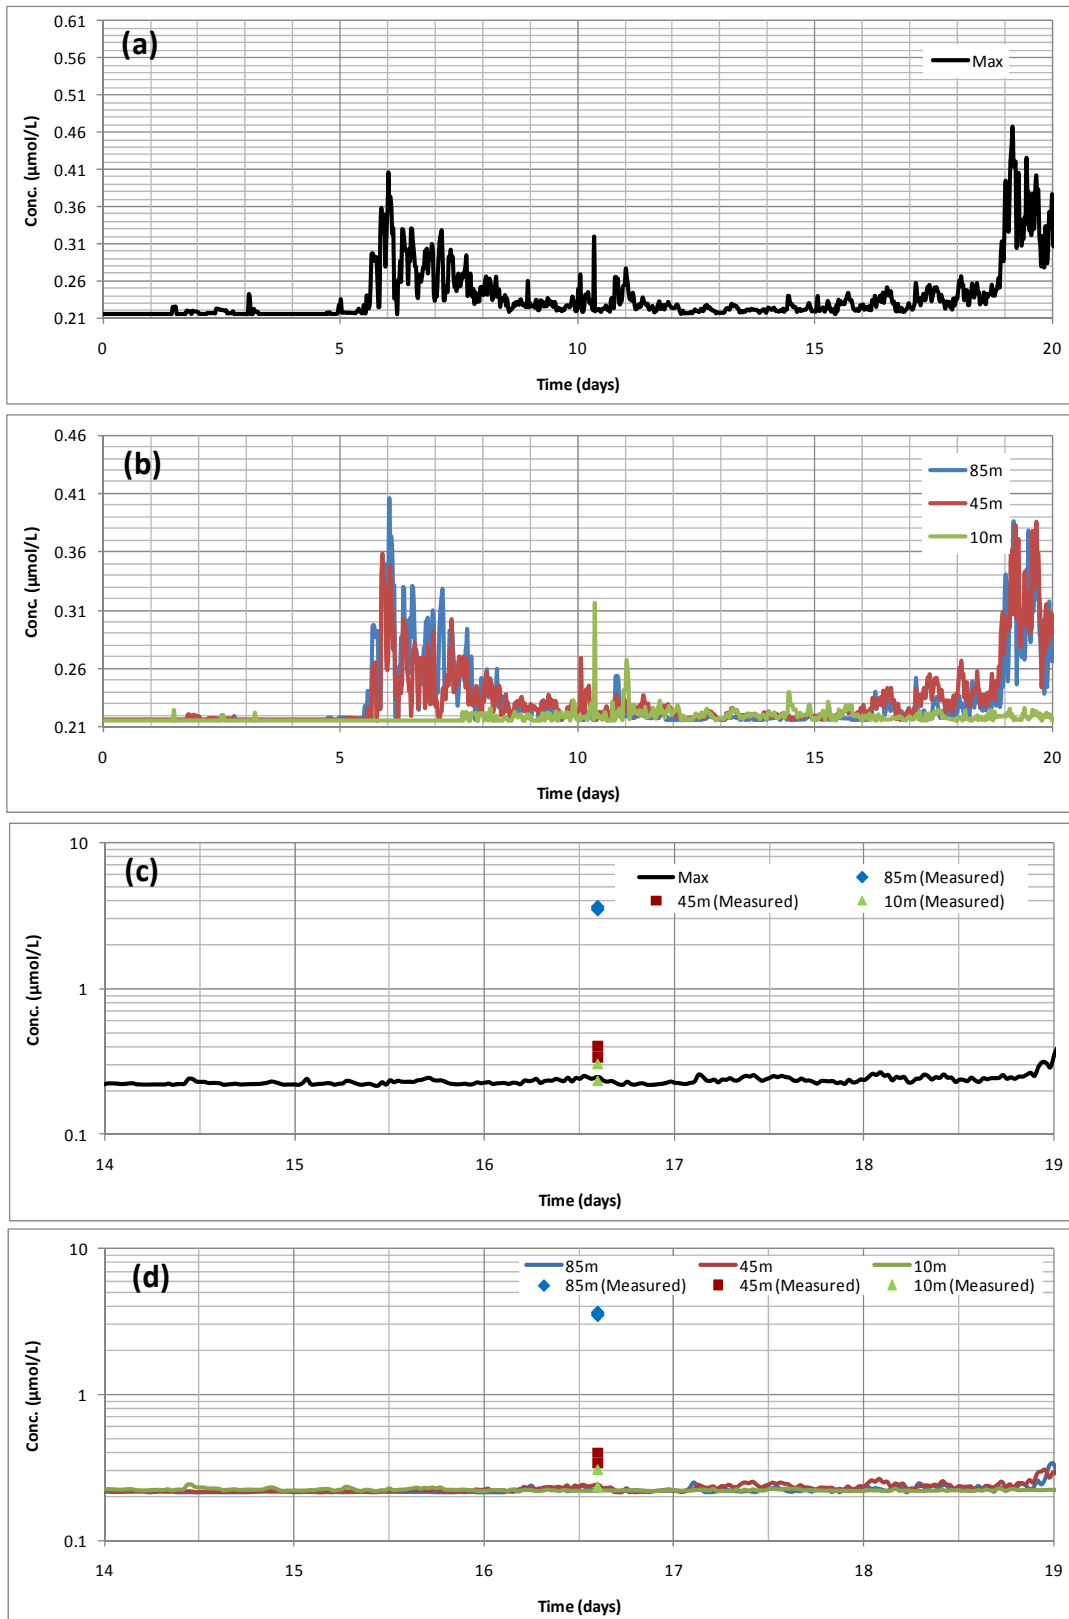 (a)
0.61
0.56
0.51
0.46
0.41
0.36
0.31
0.26
0.21
Conc. (µmol/L)
Max
0 5 10 15 20
Time (days)
(b)
0.46
0.41
0.36
0.31
0.26
0.21
Conc. (µmol/L)
85m
45m
10m
0 5 10 15 20
Time (days)
(c)
10
1
0.1
Conc. (µmol/L)
Max 85m (Measured)
45m (Measured) 10m (Measured)
14 15 16 17 18 19
Time (days)
(d)
10
1
0.1
Conc. (µmol/L)
85m 45m 10m
85m (Measured) 45m (Measured) 10m (Measured)
14 15 16 17 18 19
Time (days)